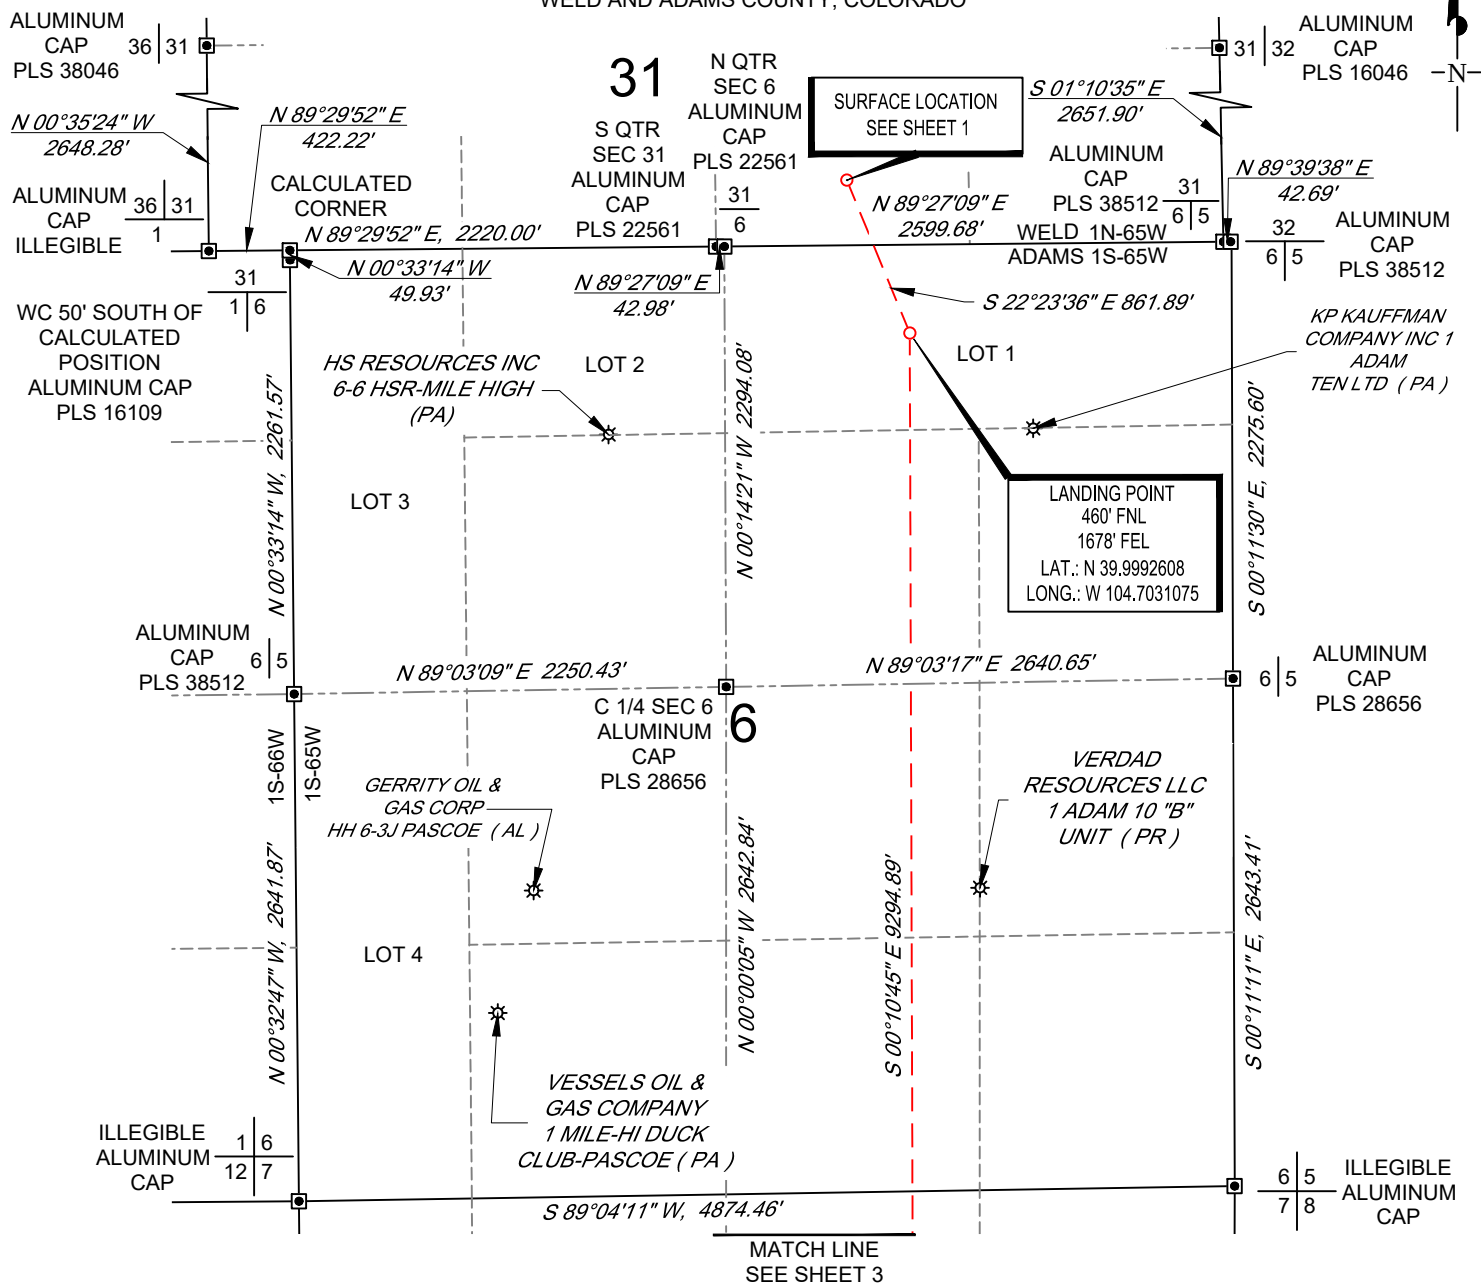 WELD AND ADAMS COUNTY, COLORADO
ALUMINUM
CAP
PLS 38046
36 31
31
N QTR
SEC 6
ALUMINUM
CAP
PLS 22561
SURFACE LOCATION
SEE SHEET 1
S 01°10'35" E
2651.90'
31 32
ALUMINUM
CAP
PLS 16046
N
N 00°35'24" W
2648.28'
N 89°29'52" E
422.22'
S QTR
SEC 31
ALUMINUM
CAP
PLS 22561
ALUMINUM
CAP
PLS 38512
31
6 5
N 89°39'38" E
42.69'
ALUMINUM
CAP
ILLEGIBLE
36 31
1
CALCULATED
CORNER
N 89°29'52" E, 2220.00'
31
6
N 89°27'09" E
2599.68'
WELD 1N-65W
ADAMS 1S-65W
32
6 5
ALUMINUM
CAP
PLS 38512
N 00°33'14" W
49.93'
31
1 6
N 89°27'09" E
42.98'
S 22°23'36" E 861.89'
WC 50' SOUTH OF
CALCULATED
POSITION
ALUMINUM CAP
PLS 16109
HS RESOURCES INC
6-6 HSR-MILE HIGH
(PA)
LOT 2
LOT 1
KP KAUFFMAN
COMPANY INC 1
ADAM
TEN LTD ( PA )
N 00°33'14" W, 2261.57'
N 00°14'21" W 2294.08'
S 00°11'30" E, 2275.60'
LOT 3
LANDING POINT
460' FNL
1678' FEL
LAT.: N 39.9992608
LONG.: W 104.7031075
ALUMINUM
CAP
PLS 38512
6 5
N 89°03'09" E 2250.43'
N 89°03'17" E 2640.65'
6 5
ALUMINUM
CAP
PLS 28656
C 1/4 SEC 6
ALUMINUM
CAP
PLS 28656
6
1S-66W
1S-65W
GERRITY OIL &
GAS CORP
HH 6-3J PASCOE ( AL )
VERDAD
RESOURCES LLC
1 ADAM 10 "B"
UNIT ( PR )
N 00°32'47" W, 2641.87'
N 00°00'05" W 2642.84'
S 00°10'45" E 9294.89'
S 00°11'11" E, 2643.41'
LOT 4
VESSELS OIL &
GAS COMPANY
1 MILE-HI DUCK
CLUB-PASCOE ( PA )
ILLEGIBLE
ALUMINUM
CAP
1 6
12 7
S 89°04'11" W, 4874.46'
6 5
7 8
ILLEGIBLE
ALUMINUM
CAP
MATCH LINE
SEE SHEET 3